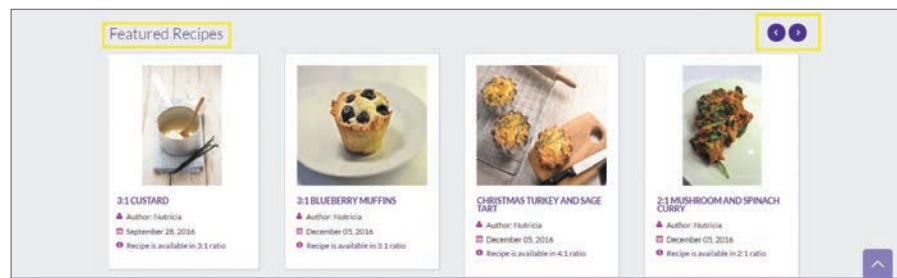 Featured Recipes
3:1 CUSTARD
Author: Nutricia
September 28, 2016
Recipe is available in 3:1 ratio
3:1 BLUEBERRY MUFFINS
Author: Nutricia
December 05, 2016
Recipe is available in 3:1 ratio
CHRISTMAS TURKEY AND SAGE
TART
Author: Nutricia
December 05, 2016
Recipe is available in 4:1 ratio
2:1 MUSHROOM AND SPINACH
CURRY
Author: Nutricia
December 05, 2016
Recipe is available in 2:1 ratio